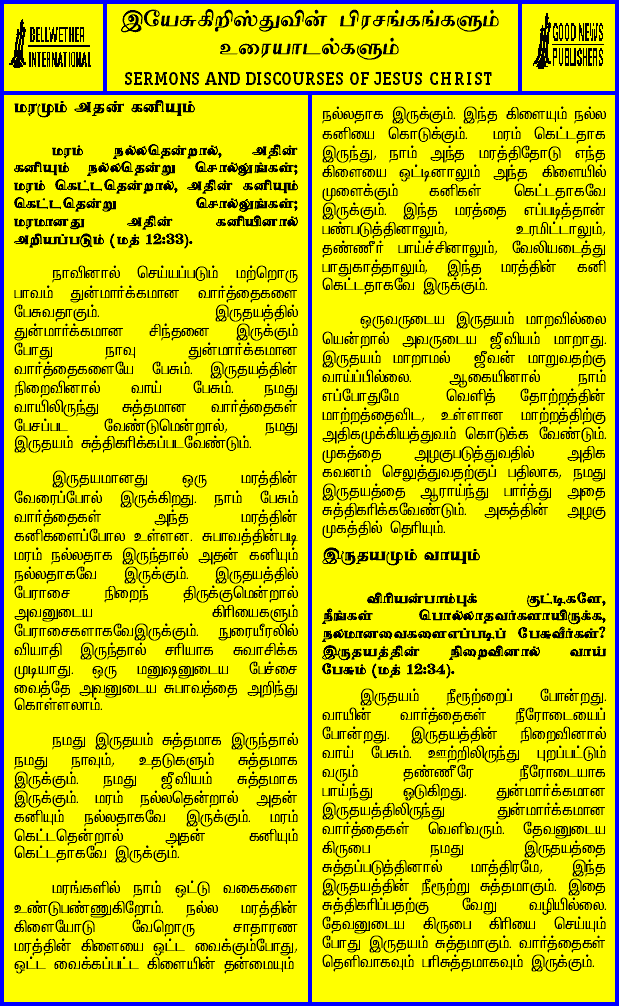 BELLWETHER
INTERNATIONAL
இயேசுகிறிஸ்துவின் பிரசங்கங்களும்
உரையாடல்களும்
SERMONS AND DISCOURSES OF JESUS CHRIST
GOOD NEWS
PUBLISHERS
மரமும் அதன் கனியும்
மரம் நல்லதென்றால், அதின்
கனியும் நல்லதென்று சொல்லுங்கள்;
மரம் கெட்டதென்றால், அதின் கனியும்
கெட்டதென்று சொல்லுங்கள்;
மரமானது அதின் கனியினால்
அறியப்படும் (மத் 12:33).
நாவினால் செய்யப்படும் மற்றொரு
பாவம் துன்மார்க்கமான வார்த்தைகளை
பேசுவதாகும். இருதயத்தில்
துன்மார்க்கமான சிந்தனை இருக்கும்
போது நாவு துன்மார்க்கமான
வார்த்தைகளையே பேசும். இருதயத்தின்
நிறைவினால் வாய் பேசும். நமது
வாயிலிருந்து சுத்தமான வார்த்தைகள்
பேசப்பட வேண்டுமென்றால், நமது
இருதயம் சுத்திகரிக்கப்படவேண்டும்.
இருதயமானது ஒரு மரத்தின்
வேரைப்போல் இருக்கிறது. நாம் பேசும்
வார்த்தைகள் அந்த மரத்தின்
கனிகளைப்போல உள்ளன. சுபாவத்தின்படி
மரம் நல்லதாக இருந்தால் அதன் கனியும்
நல்லதாகவே இருக்கும். இருதயத்தில்
பேராசை நிறைந் திருக்குமென்றால்
அவனுடைய கிரியைகளும்
பேராசைகளாகவேஇருக்கும். நுரையீரலில்
வியாதி இருந்தால் சரியாக சுவாசிக்க
முடியாது. ஒரு மனுஷனுடைய பேச்சை
வைத்தே அவனுடைய சுபாவத்தை அறிந்து
கொள்ளலாம்.
நமது இருதயம் சுத்தமாக இருந்தால்
நமது நாவும், உதடுகளும் சுத்தமாக
இருக்கும். நமது ஜீவியம் சுத்தமாக
இருக்கும். மரம் நல்லதென்றால் அதன்
கனியும் நல்லதாகவே இருக்கும். மரம்
கெட்டதென்றால் அதன் கனியும்
கெட்டதாகவே இருக்கும்.
மரங்களில் நாம் ஒட்டு வகைகளை
உண்டுபண்ணுகிறோம். நல்ல மரத்தின்
கிளையோடு வேறொரு சாதாரண
மரத்தின் கிளையை ஒட்ட வைக்கும்போது,
ஒட்ட வைக்கப்பட்ட கிளையின் தன்மையும்
நல்லதாக இருக்கும். இந்த கிளையும் நல்ல
கனியை கொடுக்கும். மரம் கெட்டதாக
இருந்து, நாம் அந்த மரத்திதோடு எந்த
கிளையை ஒட்டினாலும் அந்த கிளையில்
முளைக்கும் கனிகள் கெட்டதாகவே
இருக்கும். இந்த மரத்தை எப்படித்தான்
பண்படுத்தினாலும், உரமிட்டாலும்,
தண்ணீர் பாய்ச்சினாலும், வேலியடைத்து
பாதுகாத்தாலும், இந்த மரத்தின் கனி
கெட்டதாகவே இருக்கும்.
ஒருவருடைய இருதயம் மாறவில்லை
யென்றால் அவருடைய ஜீவியம் மாறாது.
இருதயம் மாறாமல் ஜீவன் மாறுவதற்கு
வாய்ப்பில்லை. ஆகையினால் நாம்
எப்போதுமே வெளித் தோற்றத்தின்
மாற்றத்தைவிட, உள்ளான மாற்றத்திற்கு
அதிகமுக்கியத்துவம் கொடுக்க வேண்டும்.
முகத்தை அழகுபடுத்துவதில் அதிக
கவனம் செலுத்துவதற்குப் பதிலாக, நமது
இருதயத்தை ஆராய்ந்து பார்த்து அதை
சுத்திகரிக்கவேண்டும். அகத்தின் அழகு
முகத்தில் தெரியும்.
இருதயமும் வாயும்
விரியன்பாம்புக் குட்டிகளே,
நீங்கள் பொல்லாதவர்களாயிருக்க,
நலமானவைகளைஎப்படிப் பேசுவீர்கள்?
இருதயத்தின் நிறைவினால் வாய்
பேசும் (மத் 12:34).
இருதயம் நீரூற்றைப் போன்றது.
வாயின் வார்த்தைகள் நீரோடையைப்
போன்றது. இருதயத்தின் நிறைவினால்
வாய் பேசும். ஊற்றிலிருந்து புறப்பட்டும்
வரும் தண்ணீரே நீரோடையாக
பாய்ந்து ஓடுகிறது. துன்மார்க்கமான
இருதயத்திலிருந்து துன்மார்க்கமான
வார்த்தைகள் வெளிவரும். தேவனுடைய
கிருபை நமது இருதயத்தை
சுத்தப்படுத்தினால் மாத்திரமே, இந்த
இருதயத்தின் நீரூற்று சுத்தமாகும். இதை
சுத்திகரிப்பதற்கு வேறு வழியில்லை.
தேவனுடைய கிருபை கிரியை செய்யும்
போது இருதயம் சுத்தமாகும். வார்த்தைகள்
தெளிவாகவும் பரிசுத்தமாகவும் இருக்கும்.